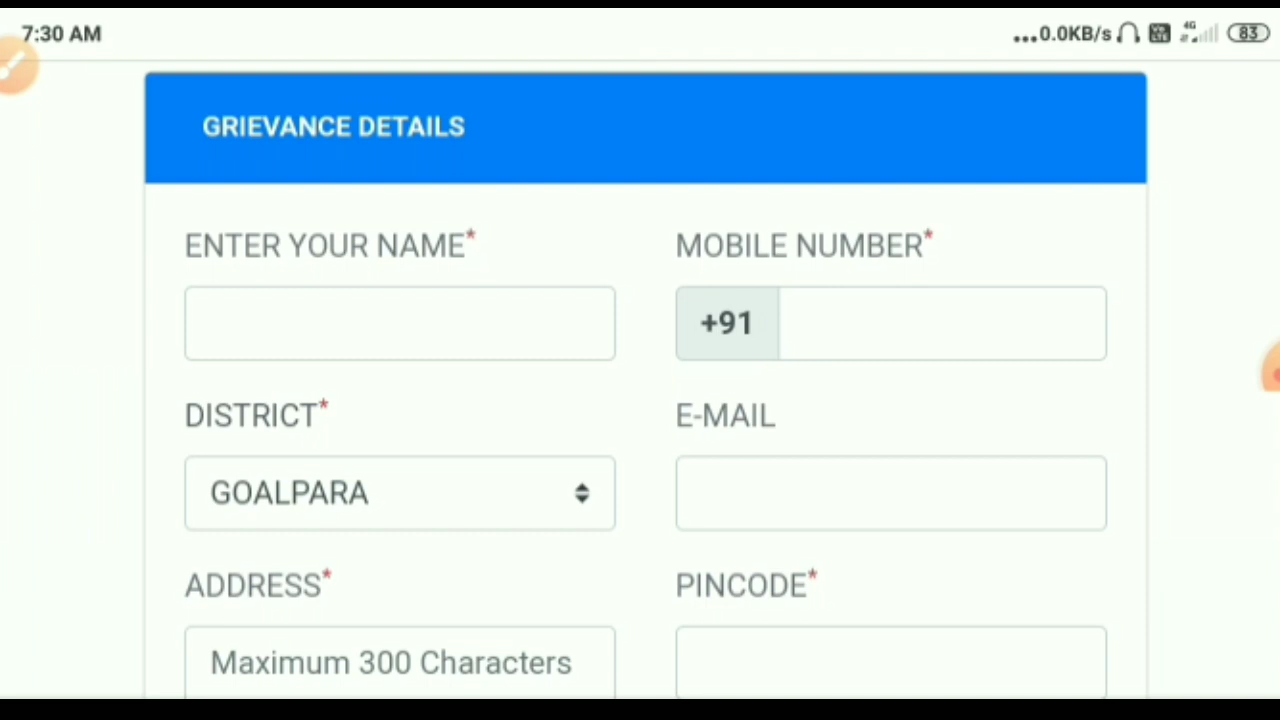 7:30 AM
...0.0KB/s 4G 83
GRIEVANCE DETAILS
ENTER YOUR NAME* MOBILE NUMBER*
+91
DISTRICT* E-MAIL
GOALPARA
ADDRESS* PINCODE*
Maximum 300 Characters